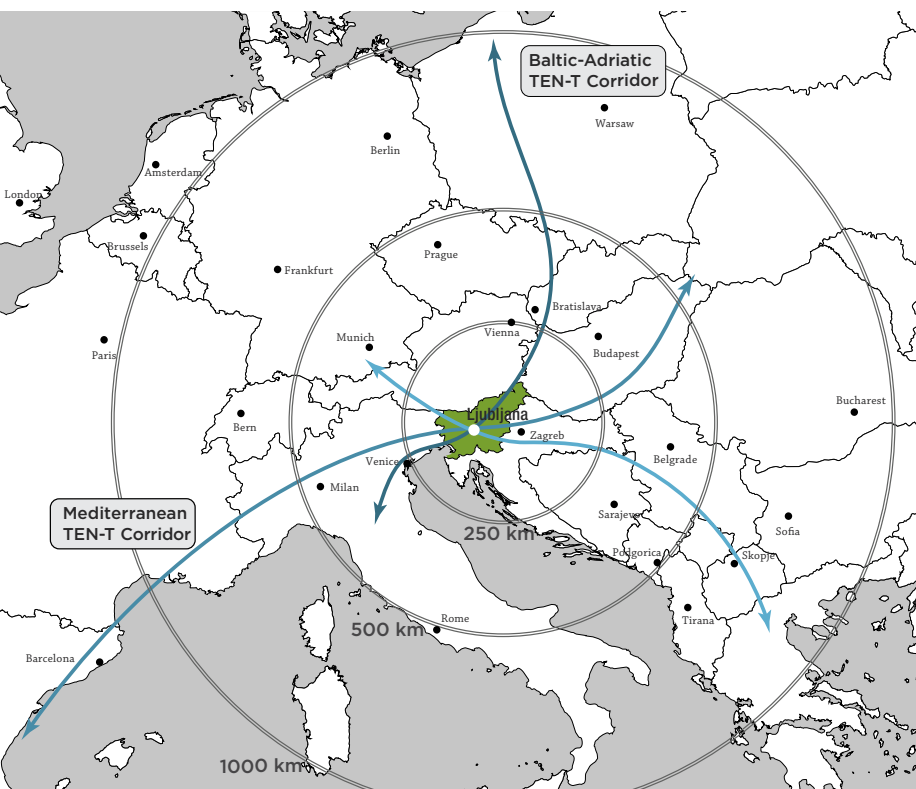 Baltic-Adriatic
TEN-T Corridor
Warsaw
Berlin
Amsterdam
London
Brussels
Prague
Frankfurt
Bratislava
Vienna
Munich
Budapest
Paris
Bucharest
Ljubljana
Bern
Zagreb
Belgrade
Venice
Milan
Mediterranean
TEN-T Corridor
Sarajevo
250 km
Sofia
Podgorica
Skopje
Rome
Tirana
500 km
Barcelona
1000 km